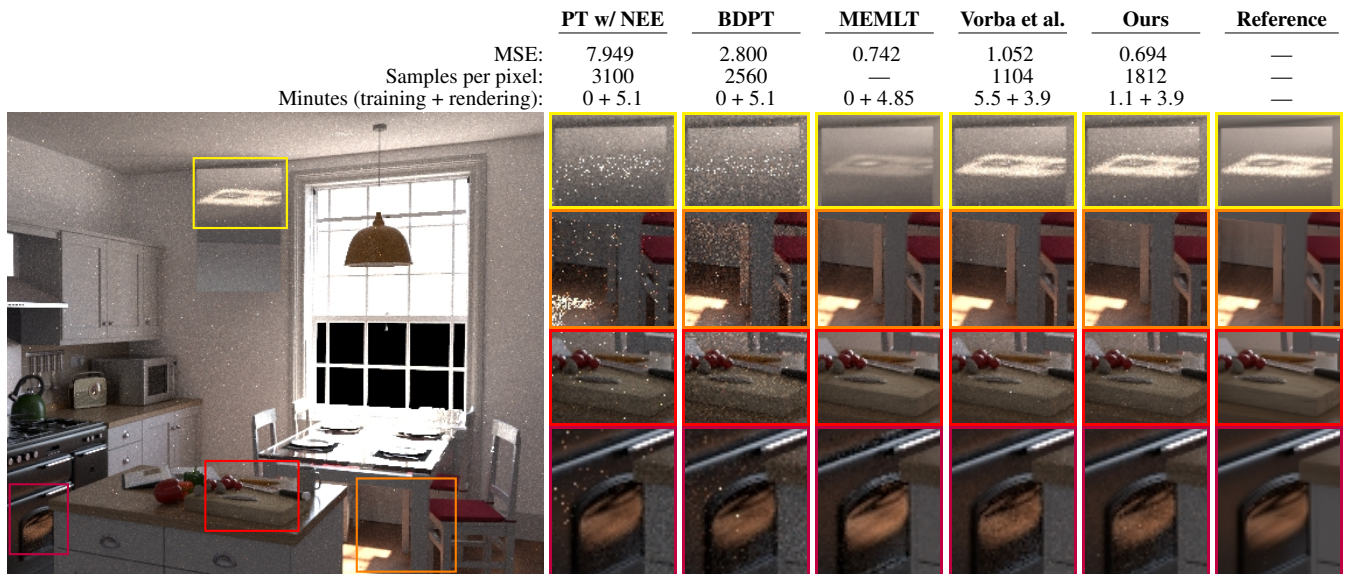 PT w/ NEE BDPT MEMLT Vorba et al. Ours Reference
MSE: 7.949 2.800 0.742 1.052 0.694 —
Samples per pixel: 3100 2560 — 1104 1812 —
Minutes (training + rendering): 0 + 5.1 0 + 5.1 0 + 4.85 5.5 + 3.9 1.1 + 3.9 —